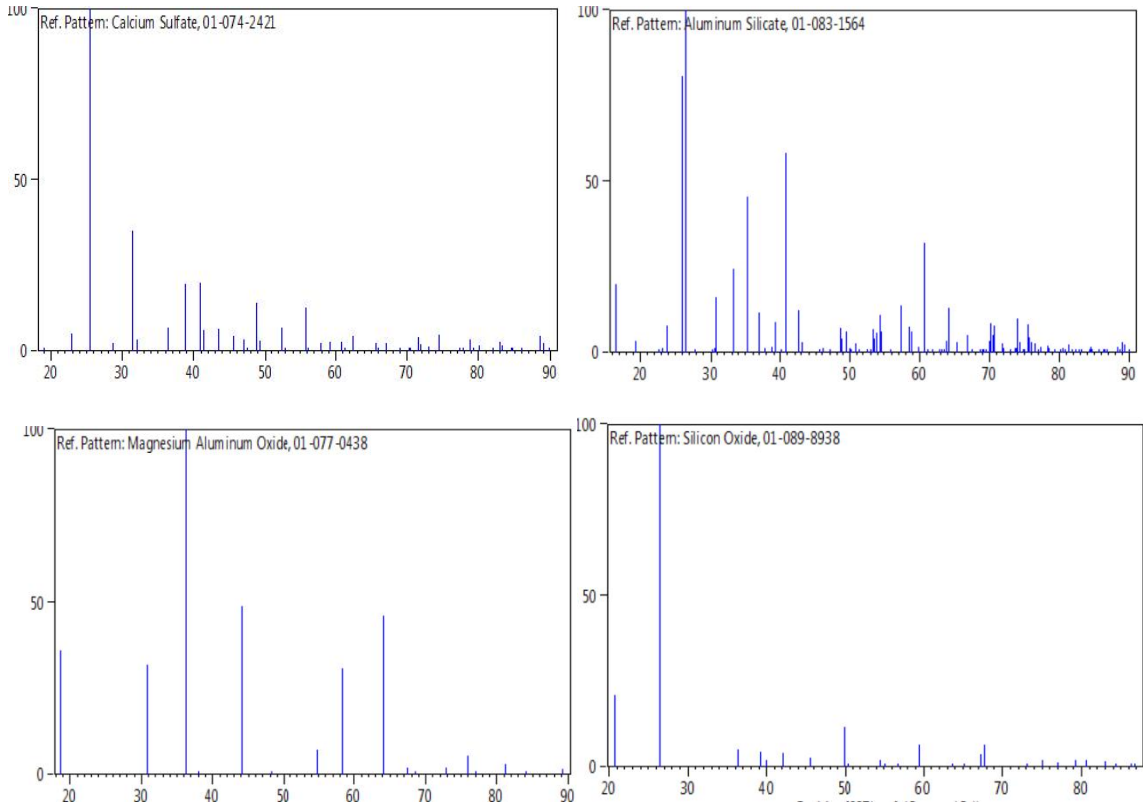 100
Ref. Pattern: Calcium Sulfate, 01-074-2421
50
0
20 30 40 50 60 70 80 90
100
Ref. Pattern: Aluminum Silicate, 01-083-1564
50
0
20 30 40 50 60 70 80 90
100
Ref. Pattern: Magnesium Aluminum Oxide, 01-077-0438
50
0
20 30 40 50 60 70 80 90
100
Ref. Pattern: Silicon Oxide, 01-089-8938
50
0
20 30 40 50 60 70 80